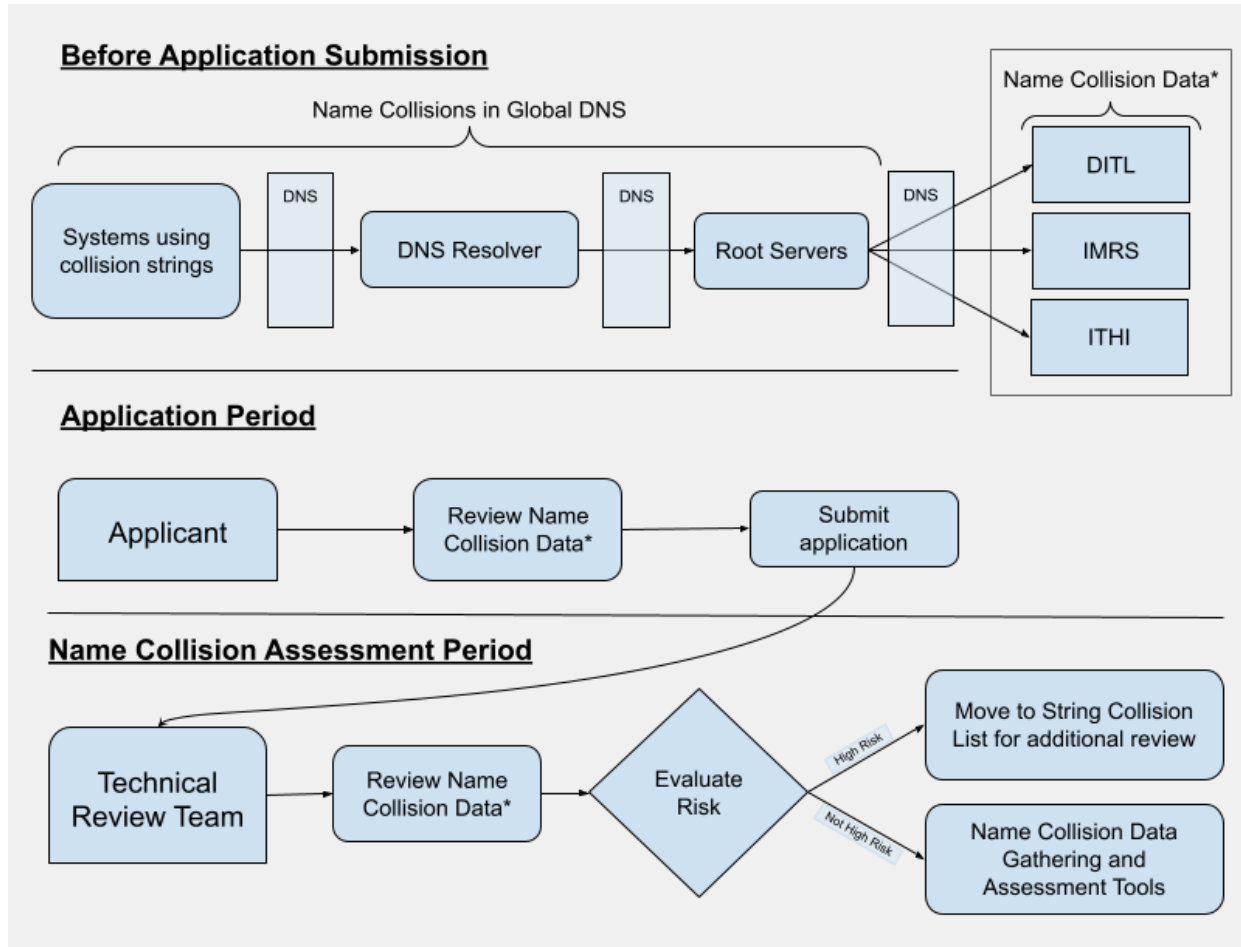 Before Application Submission
Name Collision Data*
Name Collisions in Global DNS
DITL
DNS
DNS
DNS
Systems using
collision strings
DNS Resolver
Root Servers
IMRS
ITHI
Application Period
Applicant
Review Name
Collision Data*
Submit
application
Name Collision Assessment Period
Technical
Review Team
Review Name
Collision Data*
Evaluate
Risk
High Risk
Not High Risk
Move to String Collision
List for additional review
Name Collision Data
Gathering and
Assessment Tools